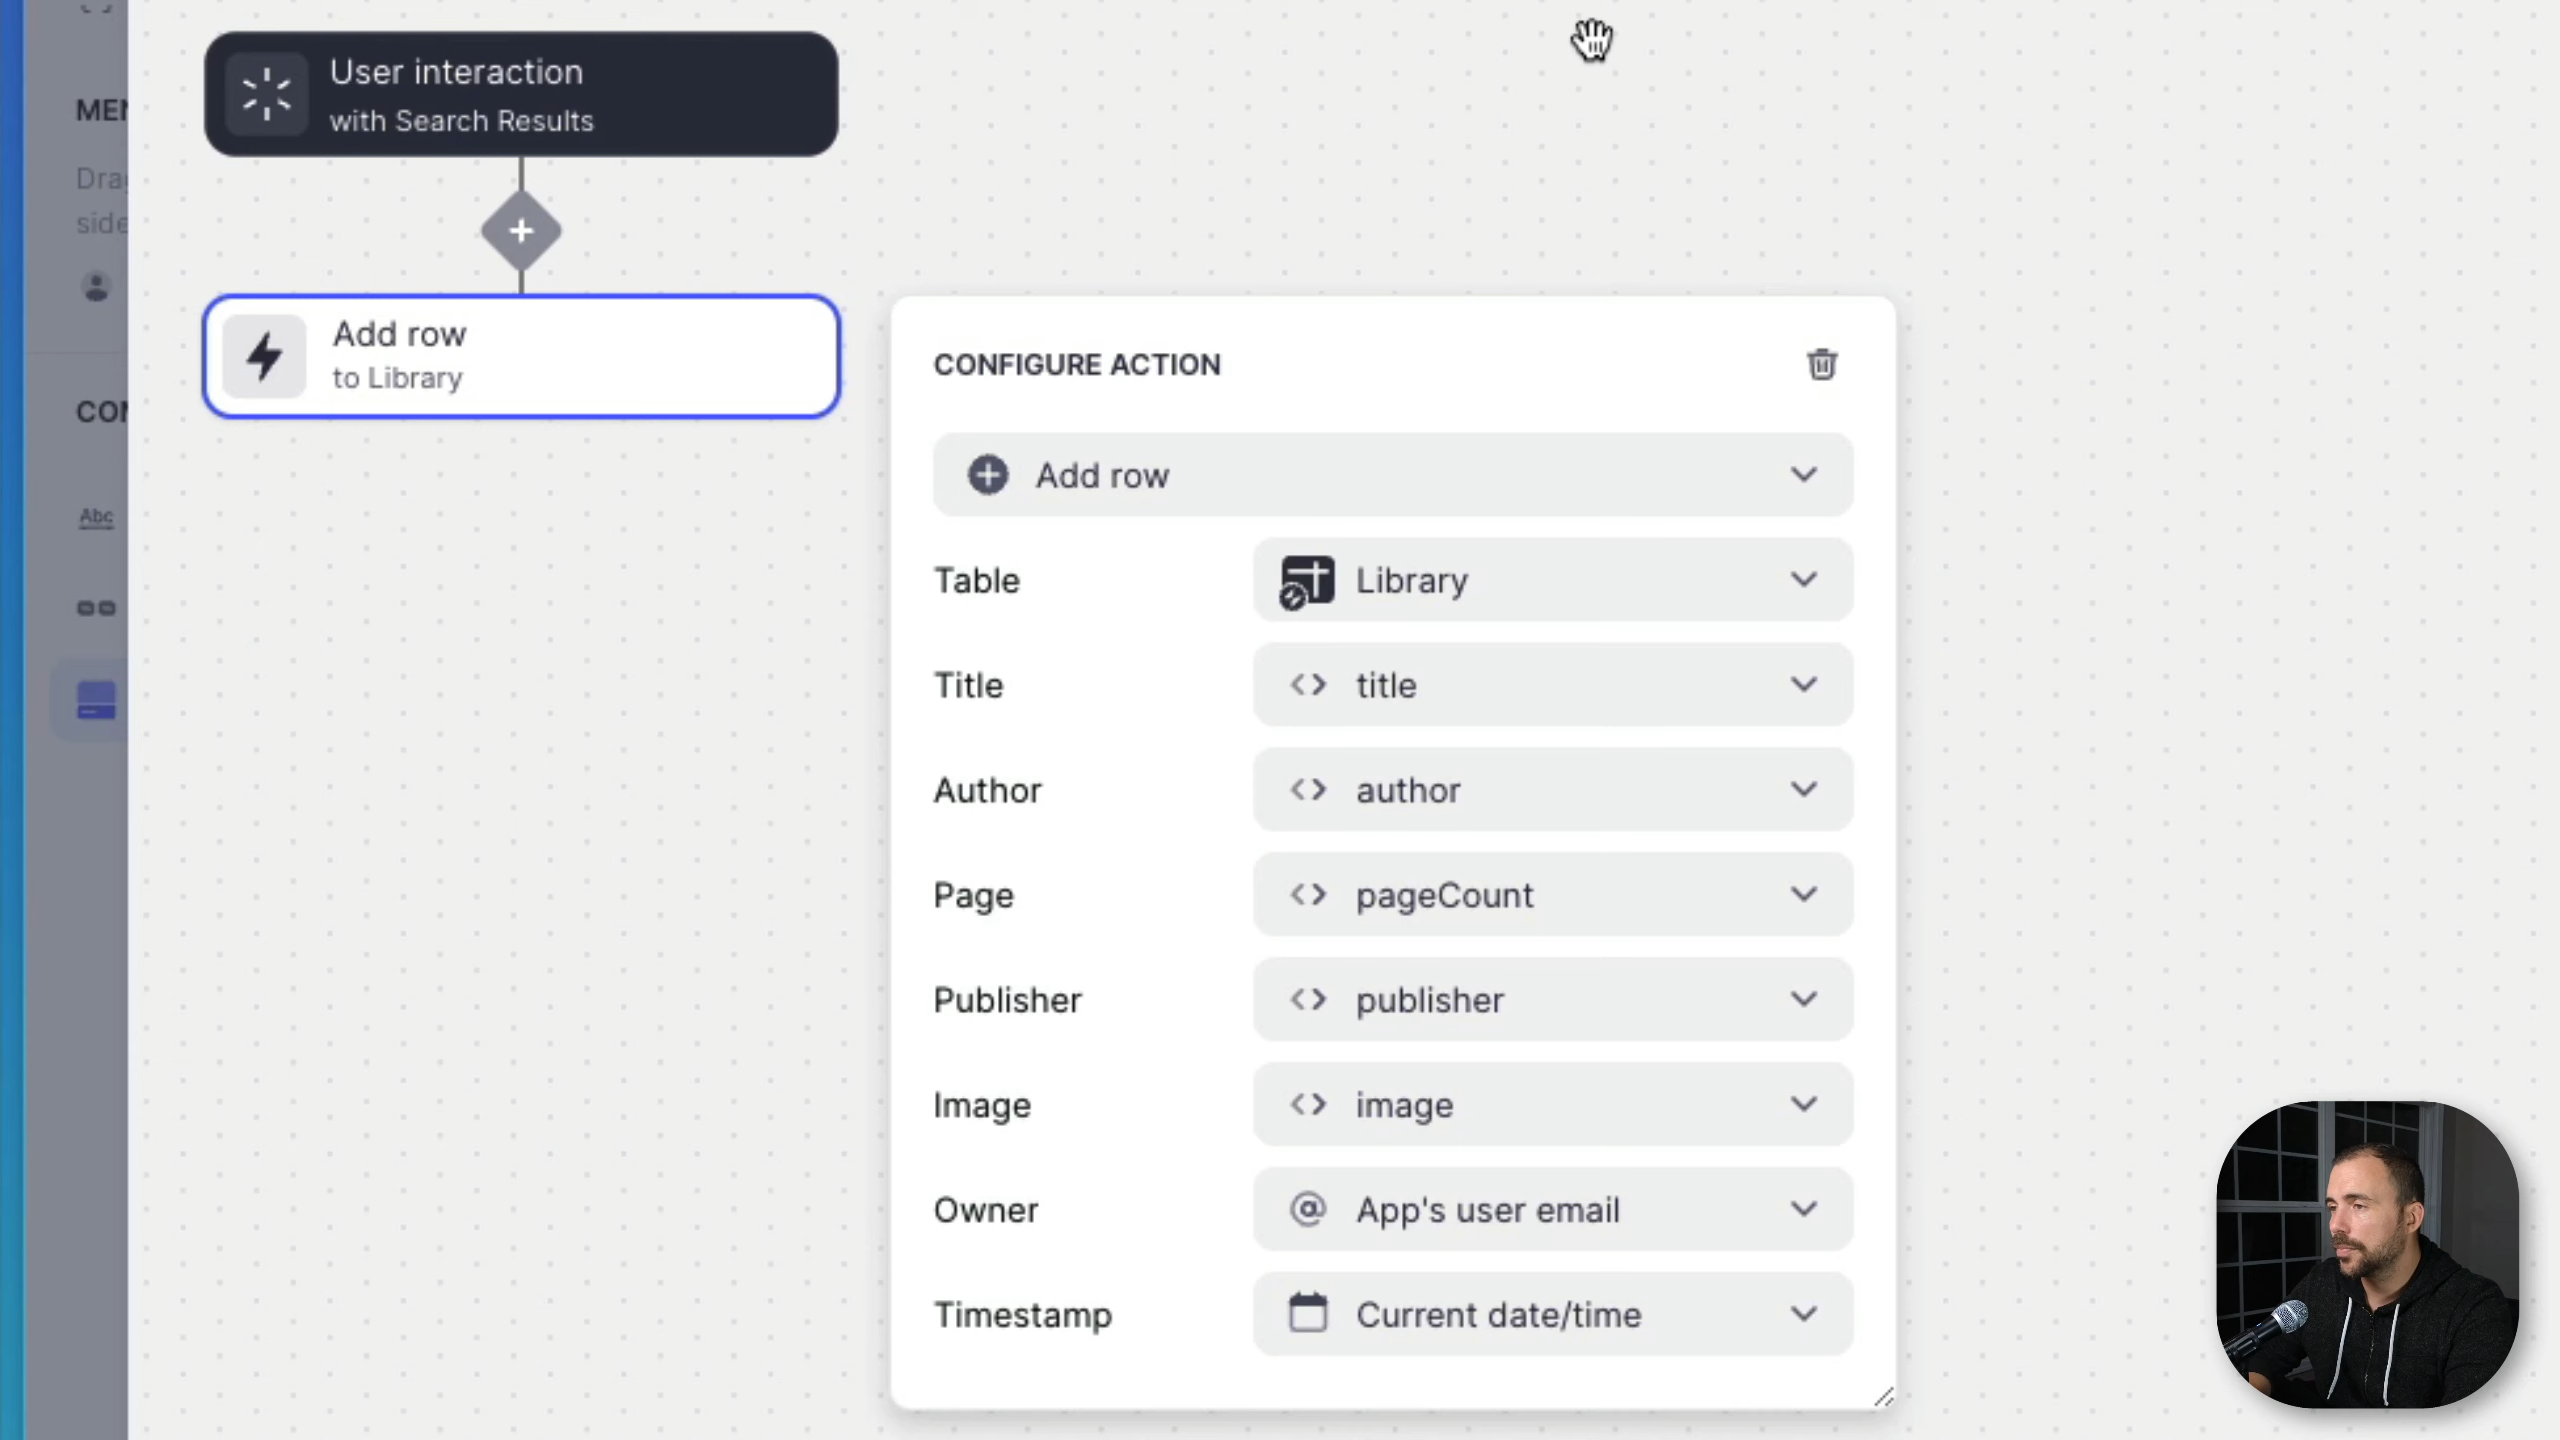 User interaction
with Search Results
Add row
to Library
Abc
CONFIGURE ACTION
Add row
Table
Library
Title
title
Author
author
Page
pageCount
Publisher
publisher
Image
image
Owner
App's user email
Timestamp
Current date/time